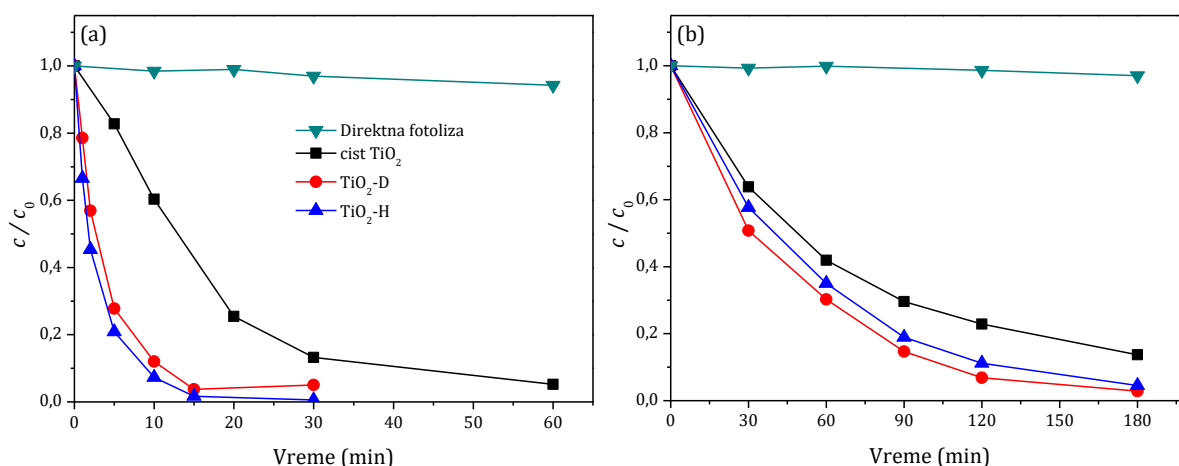 (a)
1,0
0,8
0,6
0,4
0,2
0,0
c / c₀
0 10 20 30 40 50 60
Vreme (min)
Direktna fotoliza
cist TiO₂
TiO₂-D
TiO₂-H
(b)
1,0
0,8
0,6
0,4
0,2
0,0
c / c₀
0 30 60 90 120 150 180
Vreme (min)